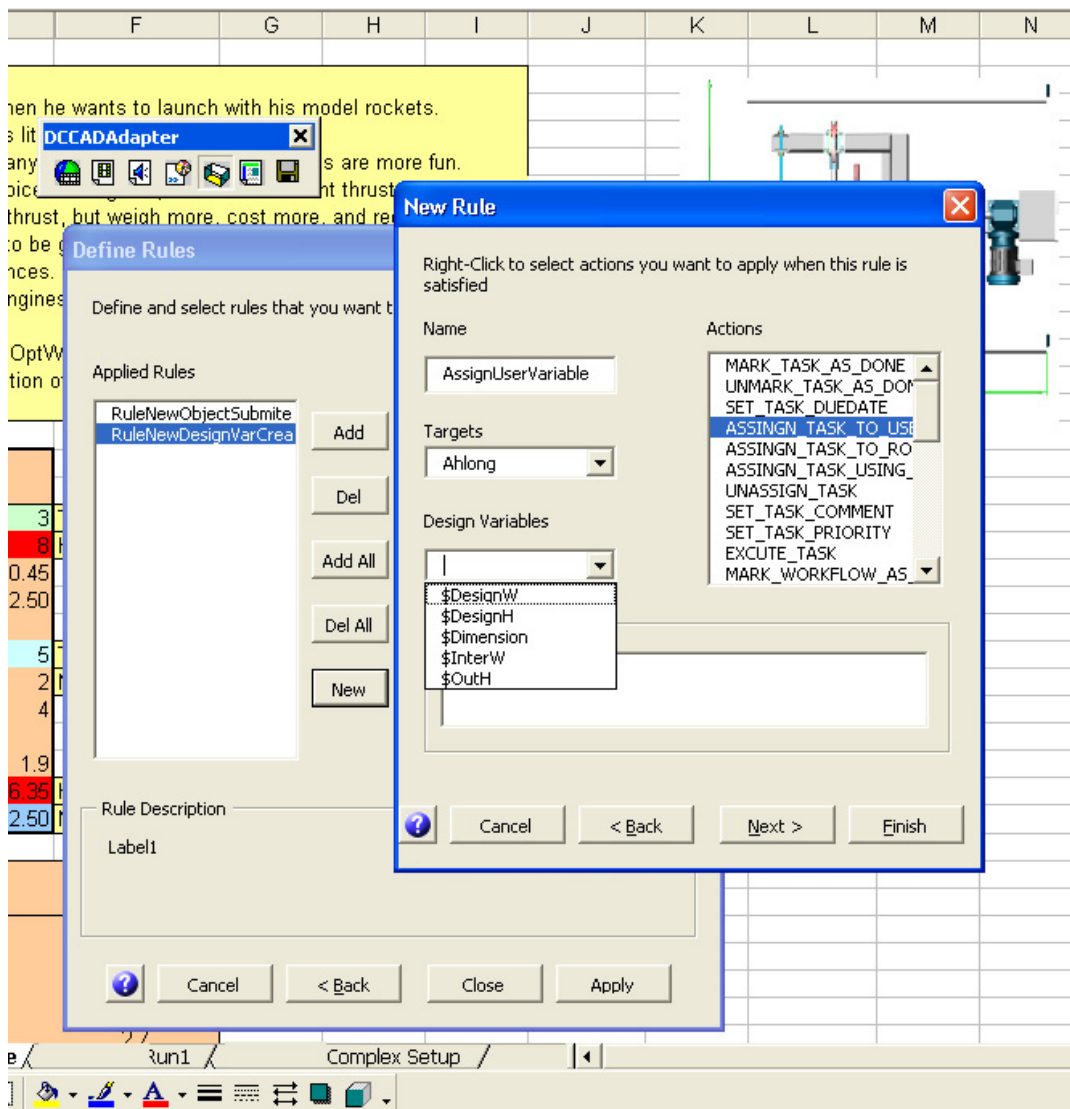 F G H I J K L M N
hen he wants to launch with his model rockets.
s lit
DCCADAdapter
any s are more fun.
nt thrust
thrust, but weigh more, cost more, and re
to be
nces.
ngines
OptW
tion o
Define Rules
Define and select rules that you want t
Applied Rules
RuleNewObjectSubmite
RuleNewDesignVarCrea
Add
Del
Add All
Del All
New
Rule Description
Label1
Cancel
< Back
Close
Apply
New Rule
Right-Click to select actions you want to apply when this rule is
satisfied
Name
AssignUserVariable
Targets
Ahlong
Design Variables
$DesignW
$DesignH
$Dimension
$InterW
$OutH
Actions
MARK_TASK_AS_DONE
UNMARK_TASK_AS_DON
SET_TASK_DUEDATE
ASSINGN_TASK_TO_USE
ASSINGN_TASK_TO_RO
ASSINGN_TASK_USING_
UNASSIGN_TASK
SET_TASK_COMMENT
SET_TASK_PRIORITY
EXCUTE_TASK
MARK_WORKFLOW_AS_
Cancel
< Back
Next >
Finish
3
8
0.45
2.50
5
2
4
1.9
6.35
2.50
e
Run1
Complex Setup